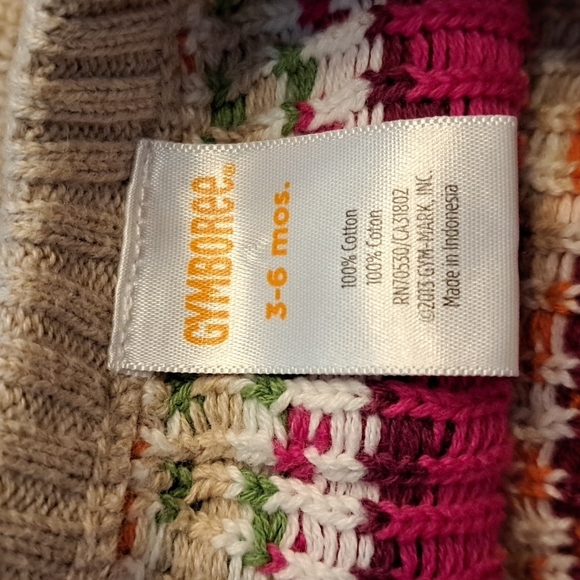 GYMBOREE®
3-6 mos.
100% Cotton
100% Coton
RN70530/CA31802
©2013 GYM-MARK, INC.
Made in Indonesia